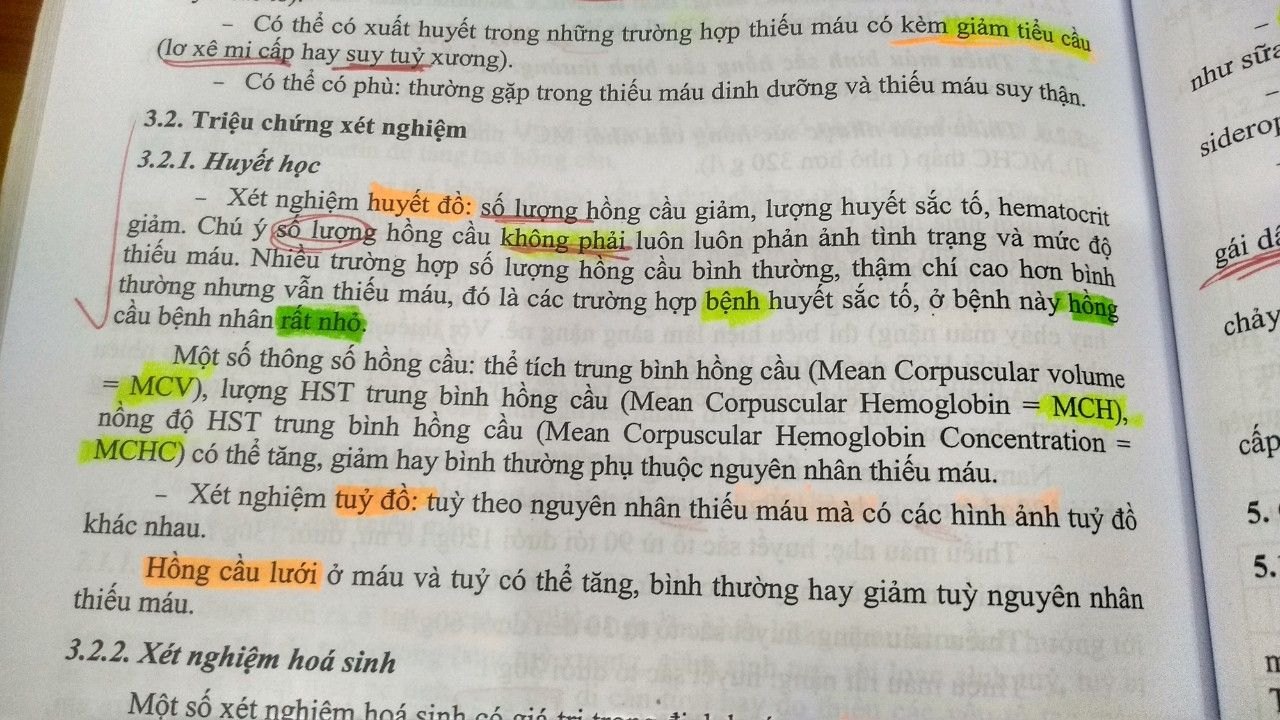 – Có thể có xuất huyết trong những trường hợp thiếu máu có kèm giảm tiểu cầu
(lơ xê mi cấp hay suy tuỷ xương).
– Có thể có phù: thường gặp trong thiếu máu dinh dưỡng và thiếu máu suy thận.
3.2. Triệu chứng xét nghiệm
3.2.1. Huyết học
– Xét nghiệm huyết đồ: số lượng hồng cầu giảm, lượng huyết sắc tố, hematocrit
giảm. Chú ý số lượng hồng cầu không phải luôn luôn phản ảnh tình trạng và mức độ
thiếu máu. Nhiều trường hợp số lượng hồng cầu bình thường, thậm chí cao hơn bình
thường nhưng vẫn thiếu máu, đó là các trường hợp bệnh huyết sắc tố, ở bệnh này hồng
cầu bệnh nhân rất nhỏ.
Một số thông số hồng cầu: thể tích trung bình hồng cầu (Mean Corpuscular volume
= MCV), lượng HST trung bình hồng cầu (Mean Corpuscular Hemoglobin = MCH),
nồng độ HST trung bình hồng cầu (Mean Corpuscular Hemoglobin Concentration =
MCHC) có thể tăng, giảm hay bình thường phụ thuộc nguyên nhân thiếu máu.
– Xét nghiệm tuỷ đồ: tuỳ theo nguyên nhân thiếu máu mà có các hình ảnh tuỷ đồ
khác nhau.
Hồng cầu lưới ở máu và tuỷ có thể tăng, bình thường hay giảm tuỳ nguyên nhân
thiếu máu.
3.2.2. Xét nghiệm hoá sinh
Một số xét nghiệm hoá sinh có giá trị trong
như sữa
gái
chảy
cấp
5.
5.